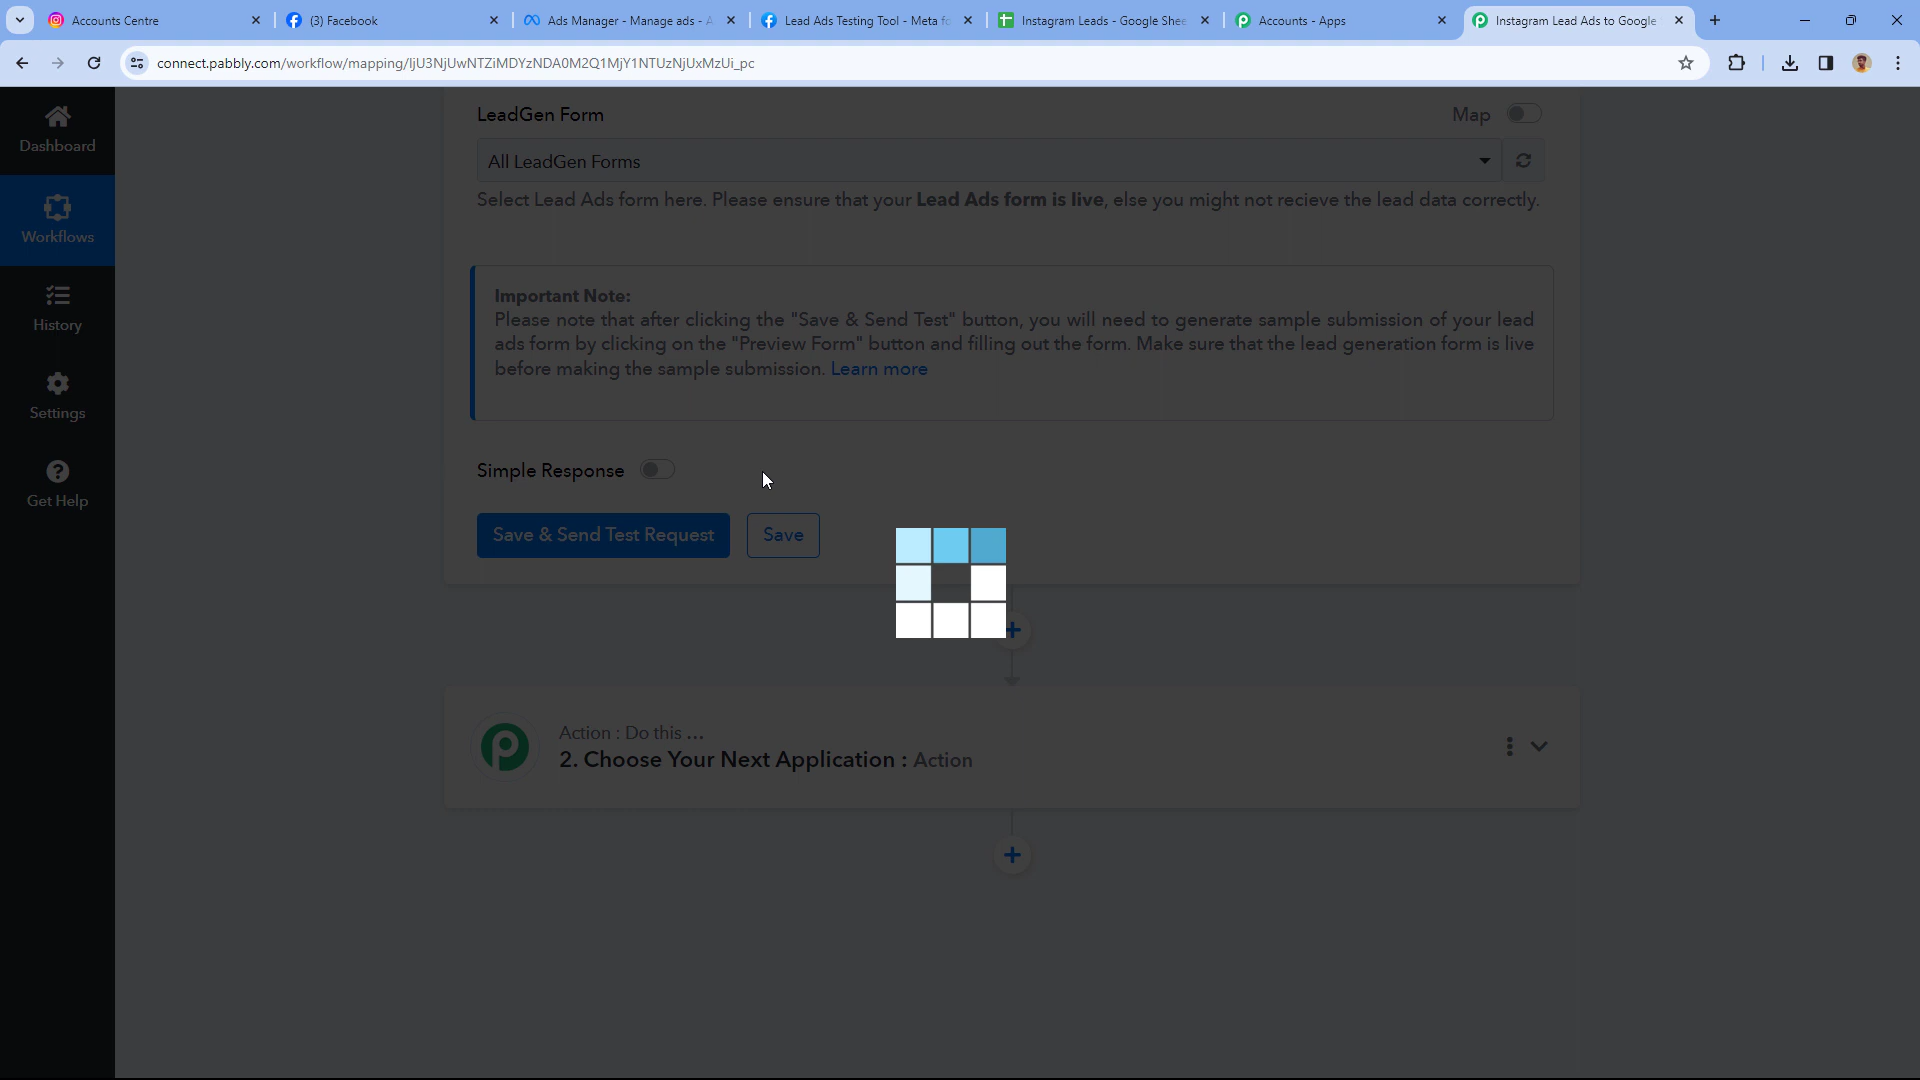 Accounts Centre
(3) Facebook
Ads Manager - Manage ads - A
Lead Ads Testing Tool - Meta fo
Instagram Leads - Google Shee
Accounts - Apps
Instagram Lead Ads to Google
connect.pabbly.com/workflow/mapping/IjU3NjUwNTZiMDYzNDA0M2Q1MjY1NTUzNjUxMzUi_pc
Dashboard
Workflows
History
Settings
Get Help
LeadGen Form
Map
All LeadGen Forms
Select Lead Ads form here. Please ensure that your Lead Ads form is live, else you might not recieve the lead data correctly.
Important Note:
Please note that after clicking the "Save & Send Test" button, you will need to generate sample submission of your lead
ads form by clicking on the "Preview Form" button and filling out the form. Make sure that the lead generation form is live
before making the sample submission. Learn more
Simple Response
Save & Send Test Request
Save
Action : Do this ...
2. Choose Your Next Application : Action